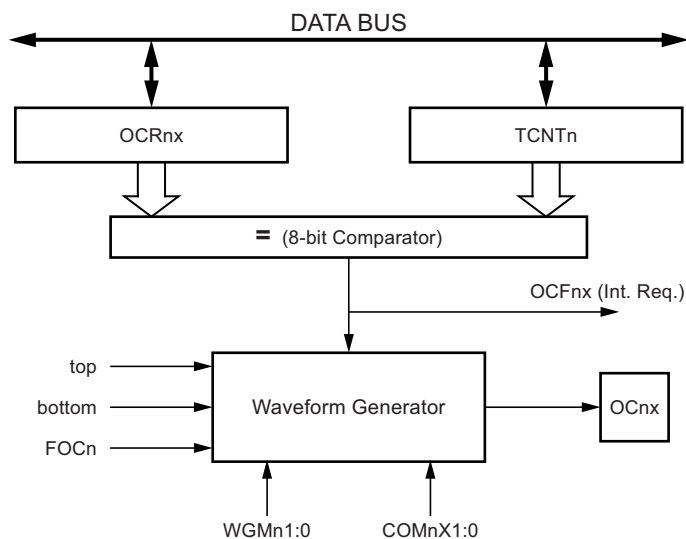 DATA BUS
OCRnx
TCNTn
= (8-bit Comparator)
OCFnx (Int. Req.)
top
bottom
FOCn
Waveform Generator
OCnx
WGMn1:0
COMnX1:0